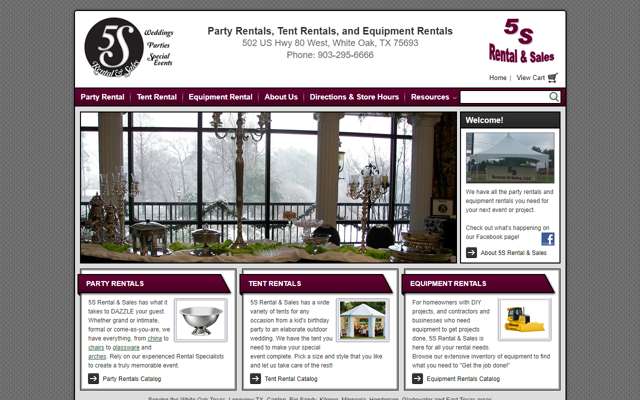 5S
Rental & Sales
Weddings
Parties
Special
Events
Party Rentals, Tent Rentals, and Equipment Rentals
502 US Hwy 80 West, White Oak, TX 75693
Phone: 903-295-6666
5S
Rental & Sales
Home | View Cart
Party Rental | Tent Rental | Equipment Rental | About Us | Directions & Store Hours | Resources
Welcome!
We have all the party rentals and
equipment rentals you need for
your next event or project.
Check out what's happening on
our Facebook page!
About 5S Rental & Sales
PARTY RENTALS
5S Rental & Sales has what it
takes to DAZZLE your guest.
Whether grand or intimate,
formal or come-as-you-are, we
have everything, from china to
chairs to glassware and
arches. Rely on our experienced Rental Specialists
to create a truly memorable event.
Party Rentals Catalog
TENT RENTALS
5S Rental & Sales has a wide
variety of tents for any
occasion from a kid's birthday
party to an elaborate outdoor
wedding. We have the tent you
need to make your special
event complete. Pick a size and style that you like
and let us take care of the rest!
Tent Rental Catalog
EQUIPMENT RENTALS
For homeowners with DIY
projects, and contractors and
businesses who need
equipment to get projects
done, 5S Rental & Sales is
here for all your rental needs.
Browse our extensive inventory of equipment to find
what you need to "Get the job done!"
Equipment Rentals Catalog